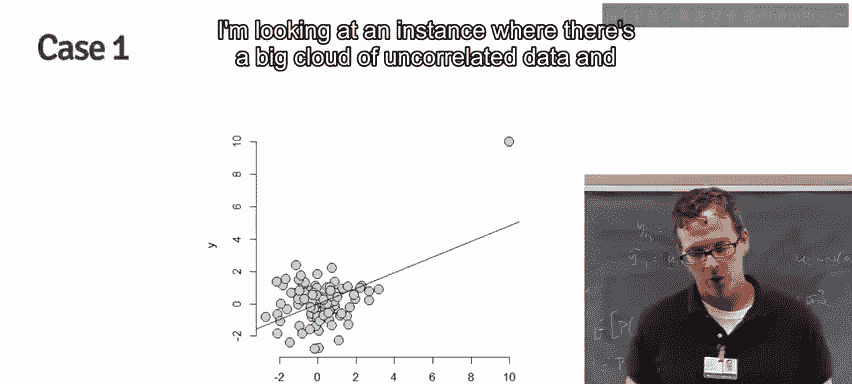 I'm looking at an instance where there's
a big cloud of uncorrelated data and
Case 1
10
8
6
4
2
0
-2
y
-2 0 2 4 6 8 10